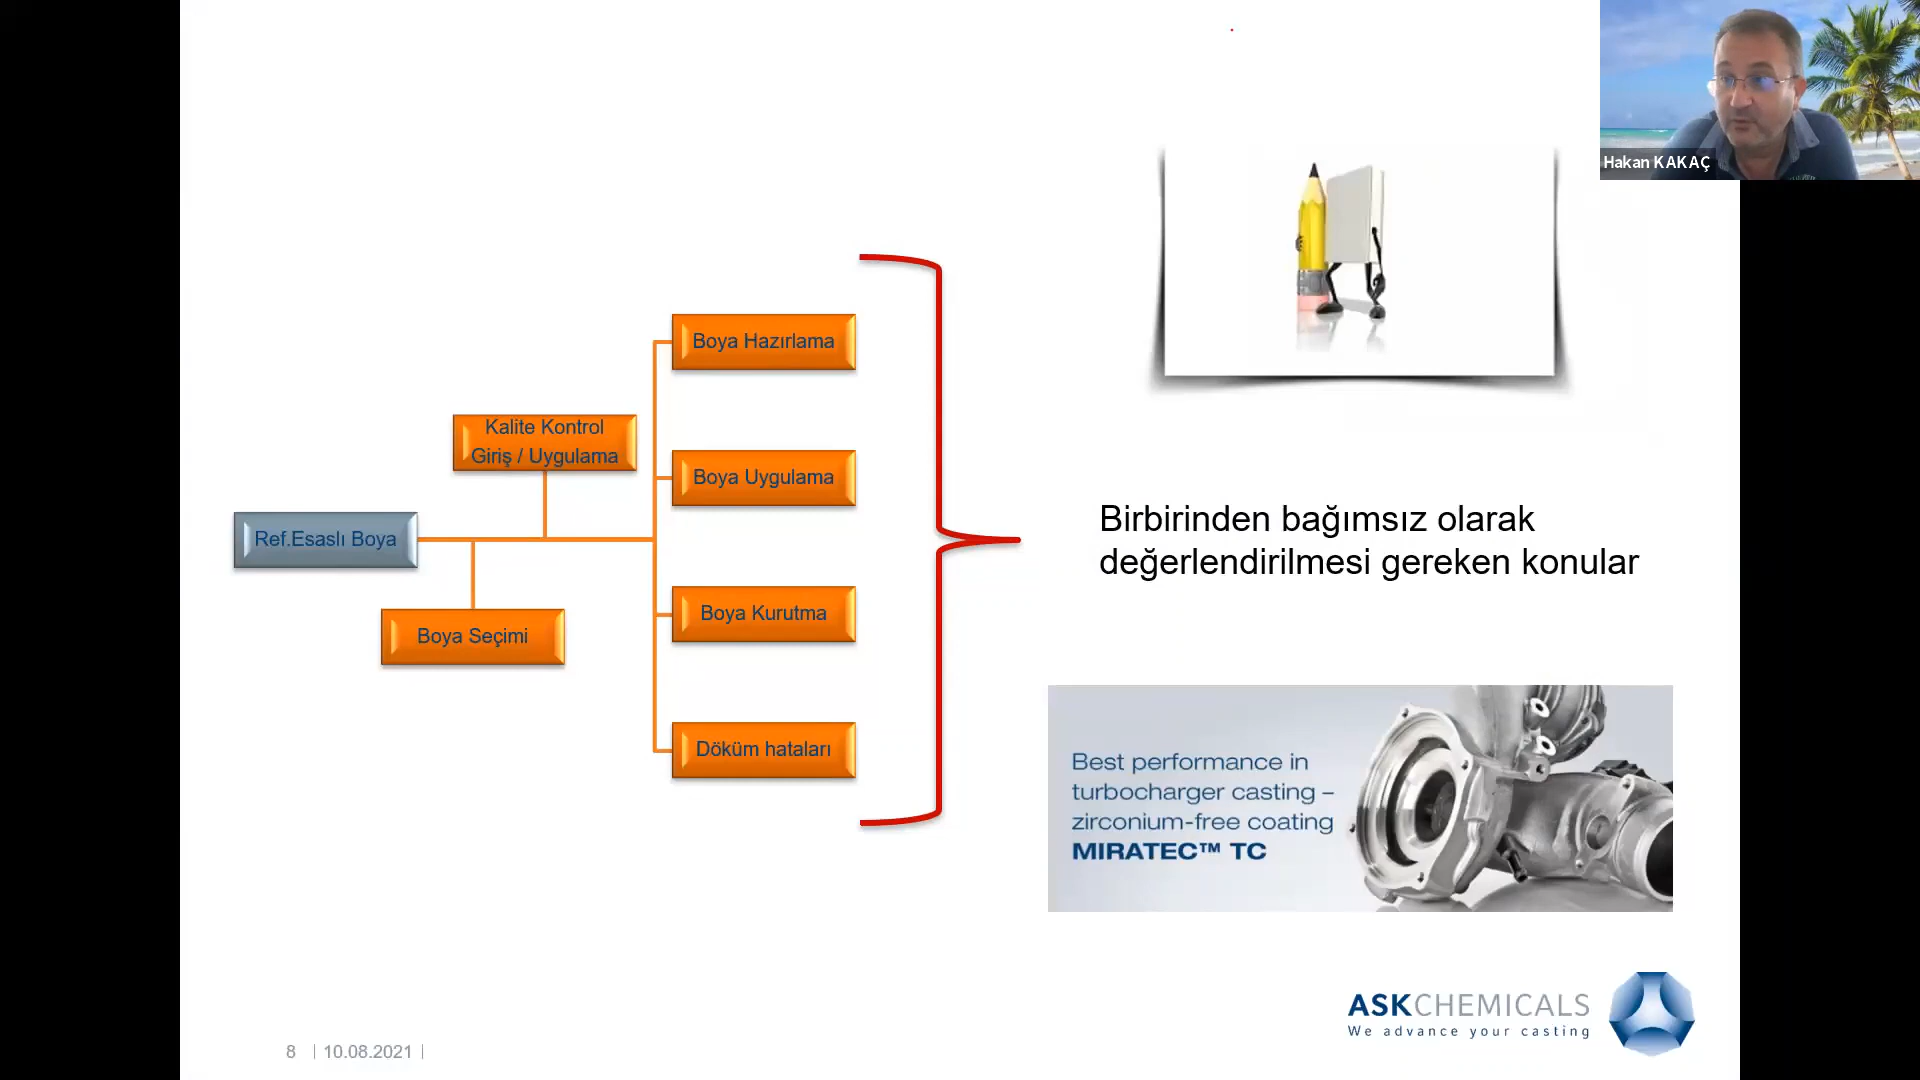 Hakan KAKAÇ
Boya Hazırlama
Kalite Kontrol
Giriş / Uygulama
Boya Uygulama
Ref.Esaslı Boya
Boya Seçimi
Boya Kurutma
Döküm hataları
Birbirinden bağımsız olarak
değerlendirilmesi gereken konular
Best performance in
turbocharger casting –
zirconium-free coating
MIRATEC™ TC
ASKCHEMICALS
We advance your casting
8 | 10.08.2021 |